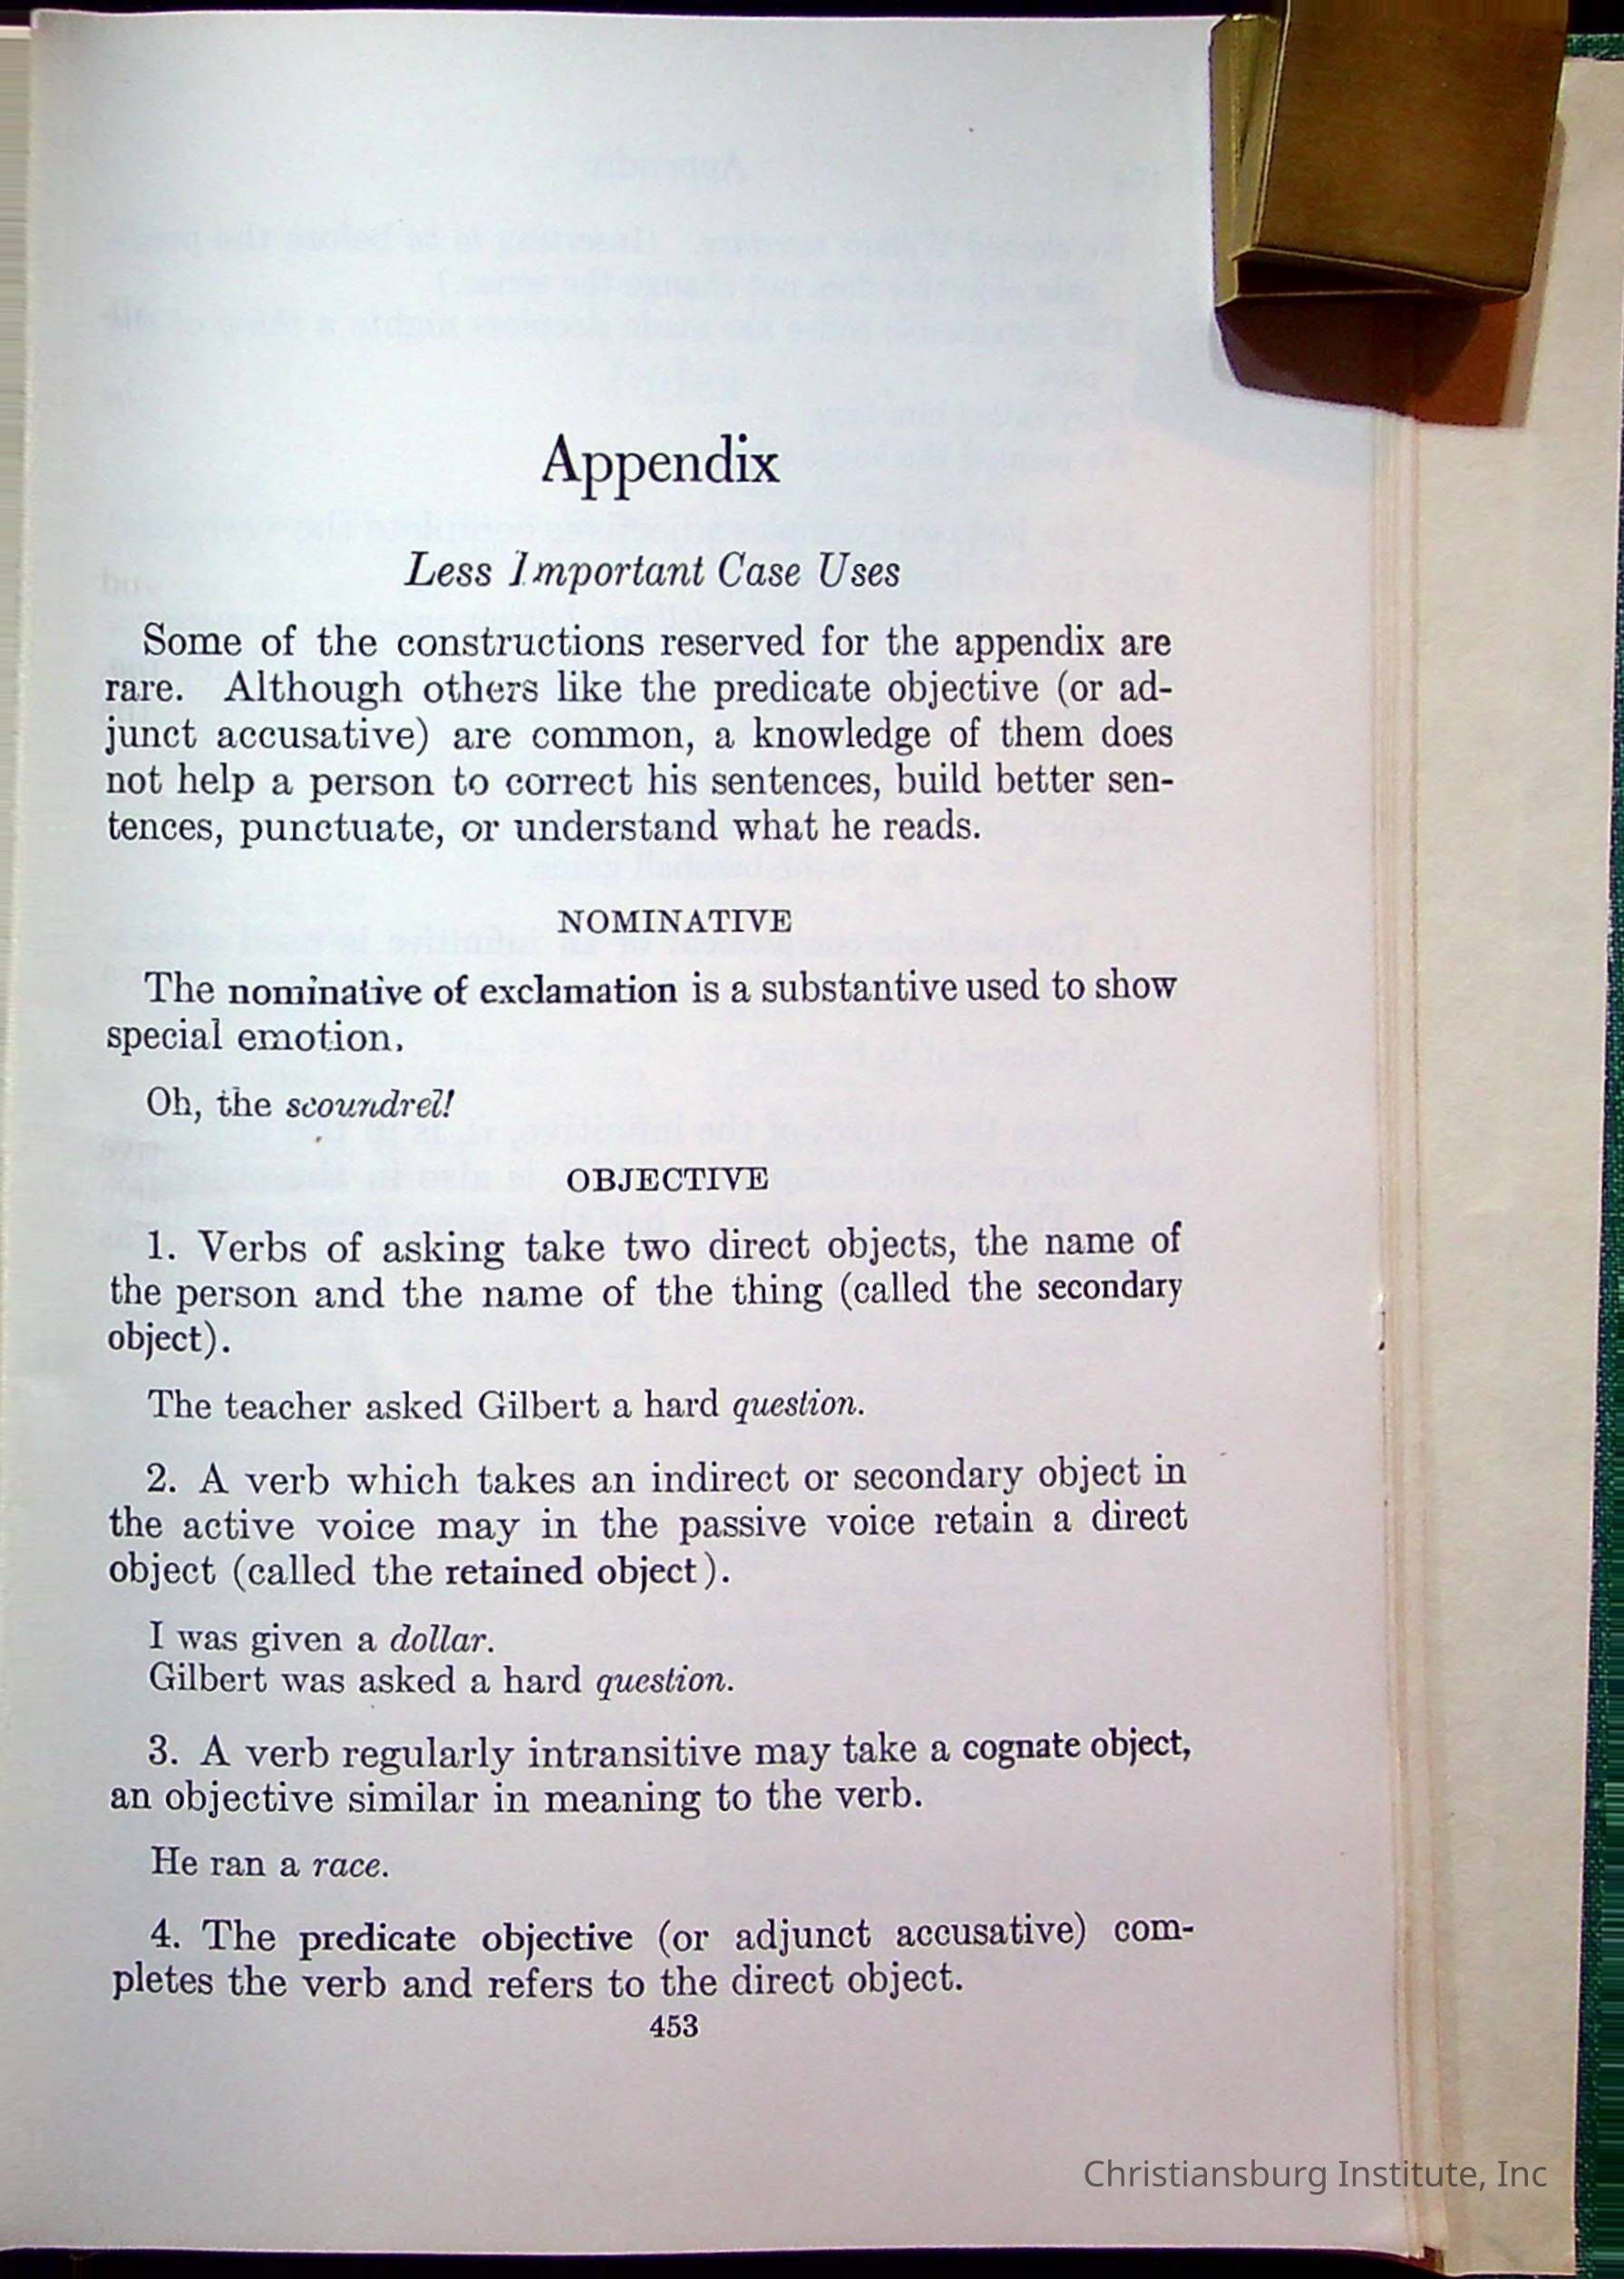 Appendix
Less Important Case Uses
Some of the constructions reserved for the appendix are
rare. Although others like the predicate objective (or ad-
junct accusative) are common, a knowledge of them does
not help a person to correct his sentences, build better sen-
tences, punctuate, or understand what he reads.
NOMINATIVE
The nominative of exclamation is a substantive used to show
special emotion.
Oh, the scoundrel!
OBJECTIVE
1. Verbs of asking take two direct objects, the name of
the person and the name of the thing (called the secondary
object).
The teacher asked Gilbert a hard question.
2. A verb which takes an indirect or secondary object in
the active voice may in the passive voice retain a direct
object (called the retained object).
I was given a dollar.
Gilbert was asked a hard question.
3. A verb regularly intransitive may take a cognate object,
an objective similar in meaning to the verb.
He ran a race.
4. The predicate objective (or adjunct accusative) com-
pletes the verb and refers to the direct object.
453
Christiansburg Institute, Inc